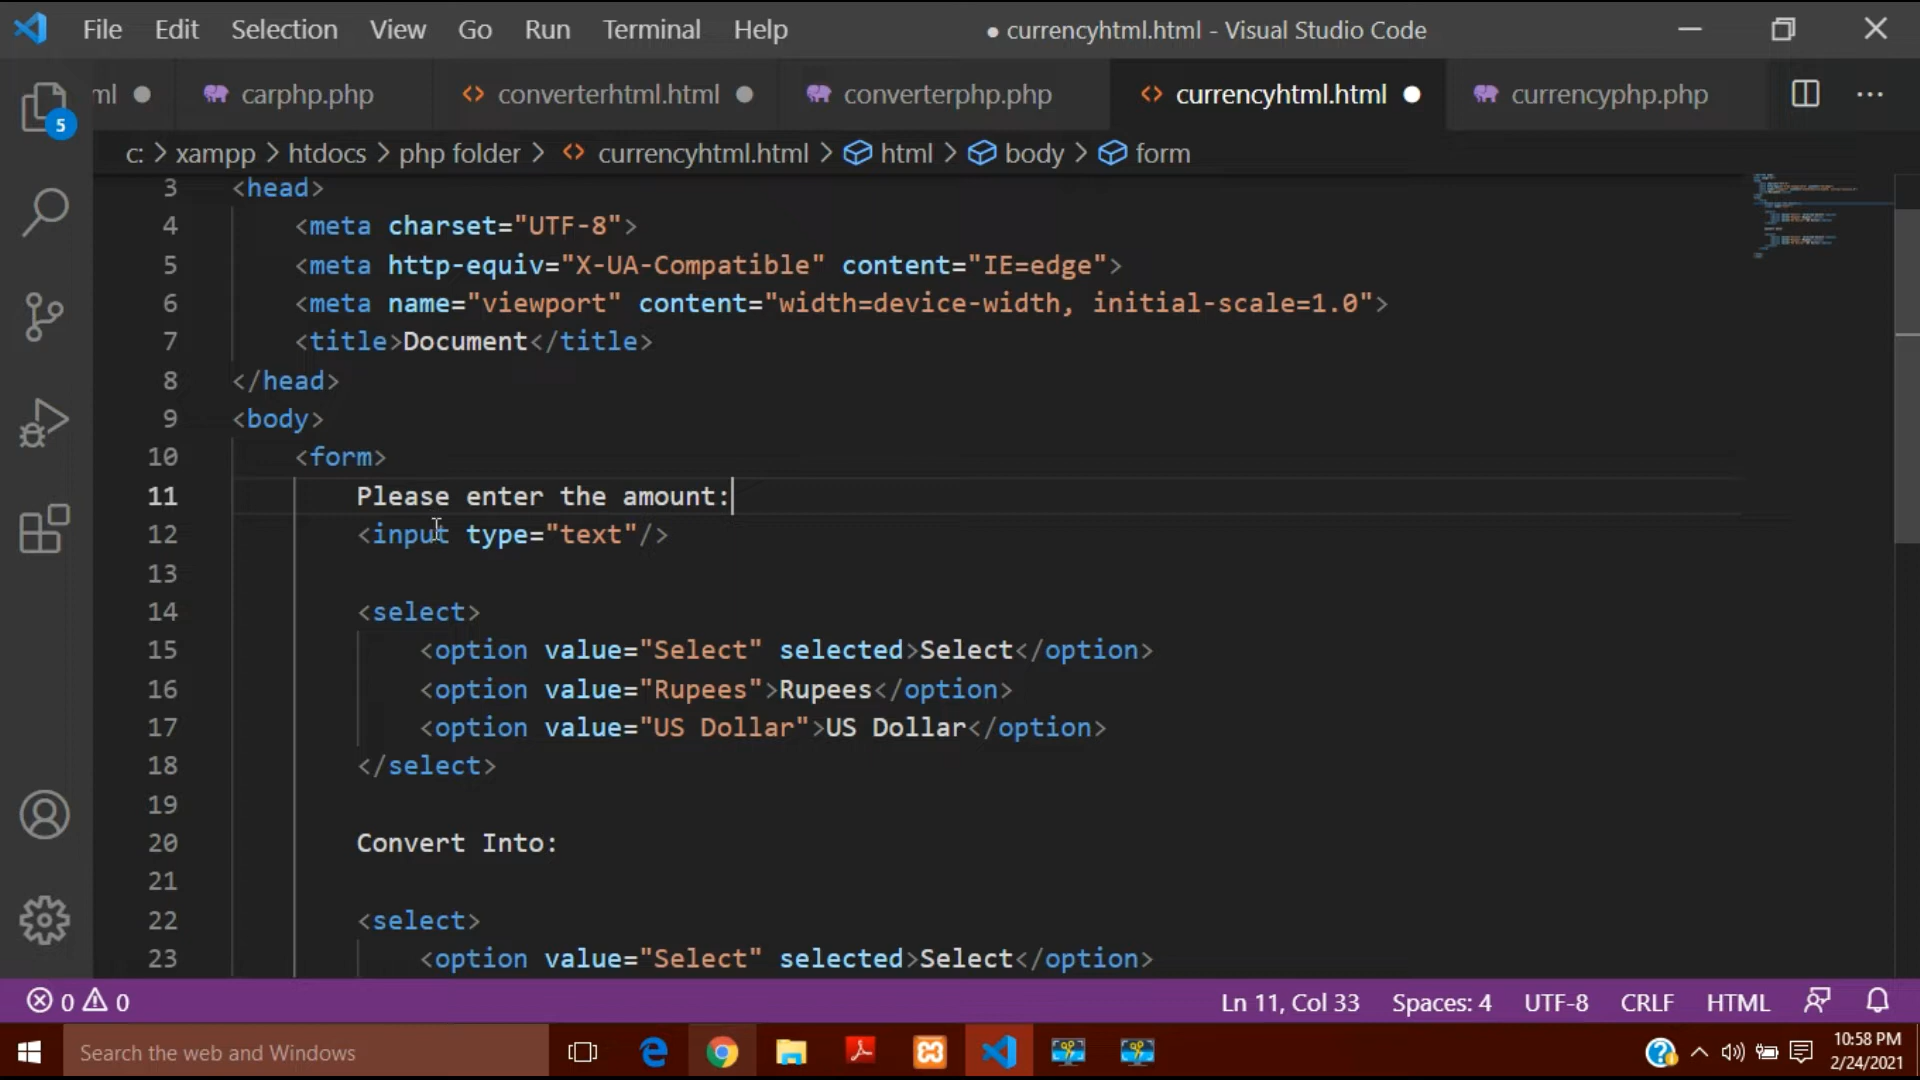 File Edit Selection View Go Run Terminal Help ● currencyhtml.html - Visual Studio Code
ml ● carphp.php <> converterhtml.html ● converterphp.php <> currencyhtml.html ● currencyphp.php ...
5
c: > xampp > htdocs > php folder > <> currencyhtml.html > html > body > form
3 <head>
4 <meta charset="UTF-8">
5 <meta http-equiv="X-UA-Compatible" content="IE=edge">
6 <meta name="viewport" content="width=device-width, initial-scale=1.0">
7 <title>Document</title>
8 </head>
9 <body>
10 <form>
11 Please enter the amount:
12 <input type="text"/>
13
14 <select>
15 <option value="Select" selected>Select</option>
16 <option value="Rupees">Rupees</option>
17 <option value="US Dollar">US Dollar</option>
18 </select>
19
20 Convert Into:
21
22 <select>
23 <option value="Select" selected>Select</option>
0 0 Ln 11, Col 33 Spaces: 4 UTF-8 CRLF HTML
Search the web and Windows 10:58 PM
2/24/2021